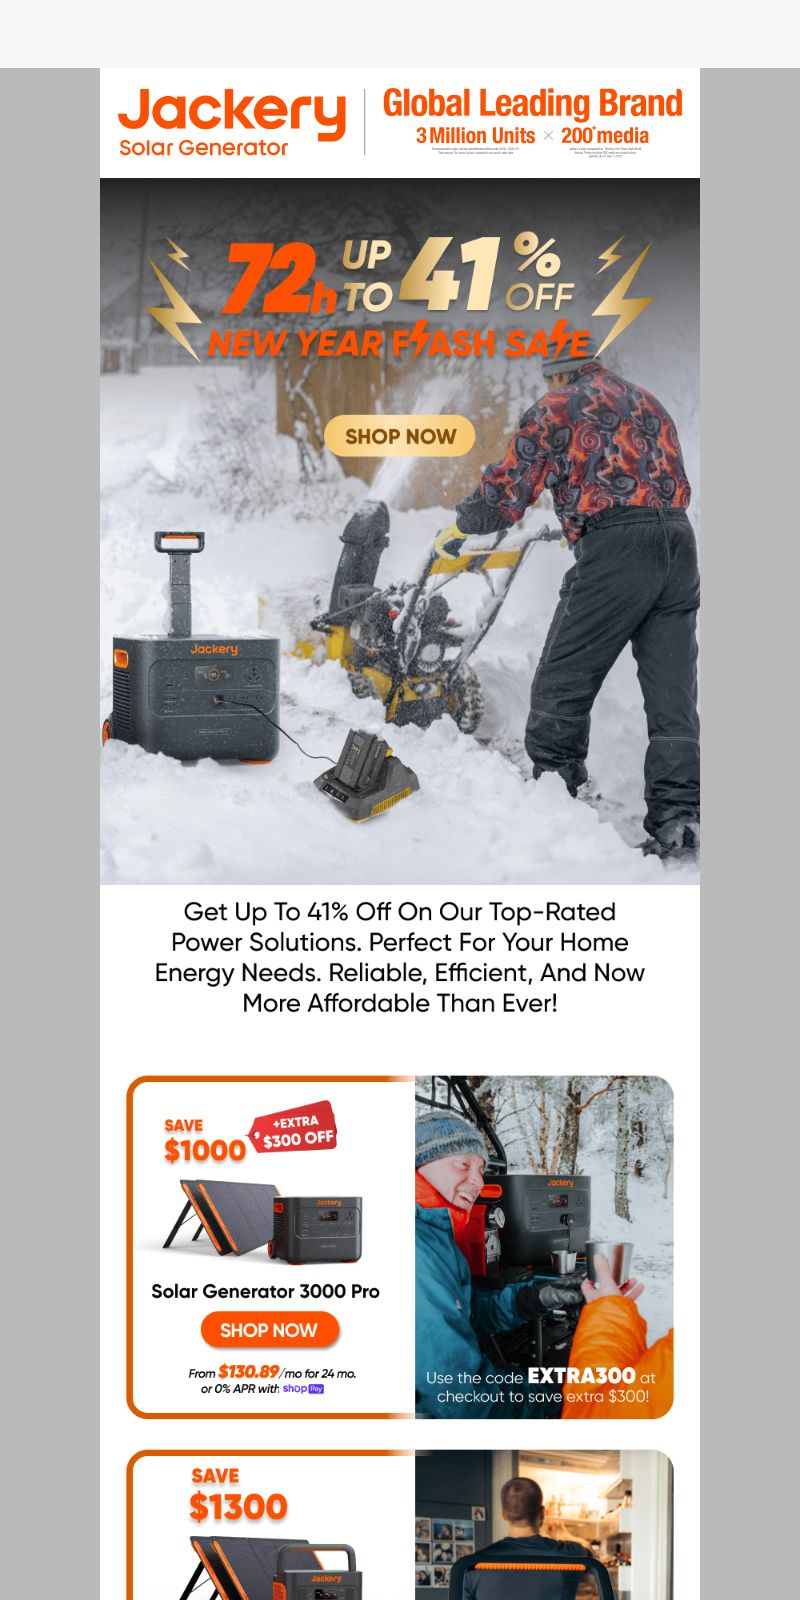 Jackery
Solar Generator
Global Leading Brand
3 Million Units × 200+media
72h UP TO 41% OFF
NEW YEAR FLASH SALE
SHOP NOW
Jackery
Get Up To 41% Off On Our Top-Rated
Power Solutions. Perfect For Your Home
Energy Needs. Reliable, Efficient, And Now
More Affordable Than Ever!
SAVE
$1000
+EXTRA
$300 OFF
Jackery
Jackery
Solar Generator 3000 Pro
SHOP NOW
From $130.89/mo for 24 mo.
or 0% APR with shop Pay
Use the code EXTRA300 at
checkout to save extra $300!
SAVE
$1300
Jackery